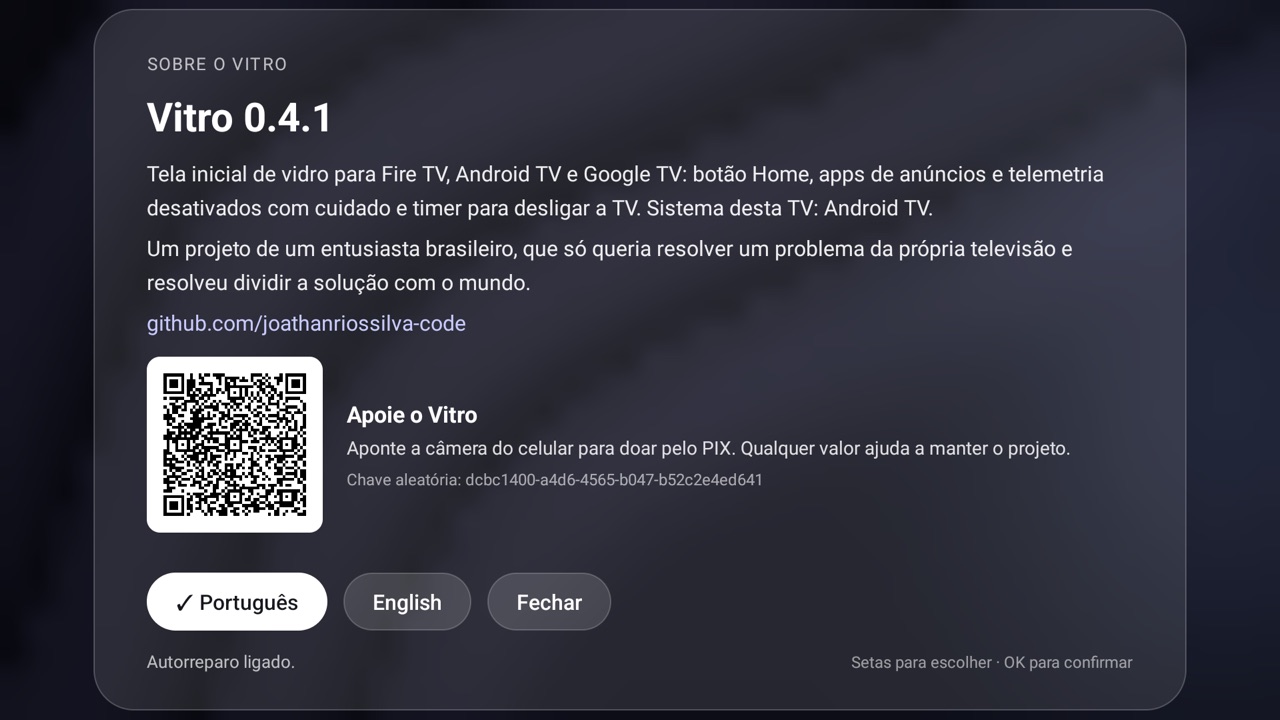 SOBRE O VITRO
Vitro 0.4.1
Tela inicial de vidro para Fire TV, Android TV e Google TV: botão Home, apps de anúncios e telemetria
desativados com cuidado e timer para desligar a TV. Sistema desta TV: Android TV.
Um projeto de um entusiasta brasileiro, que só queria resolver um problema da própria televisão e
resolveu dividir a solução com o mundo.
github.com/joathanriossilva-code
Apoie o Vitro
Aponte a câmera do celular para doar pelo PIX. Qualquer valor ajuda a manter o projeto.
Chave aleatória: dcbc1400-a4d6-4565-b047-b52c2e4ed641
✓ Português
English
Fechar
Autorreparo ligado.
Setas para escolher · OK para confirmar